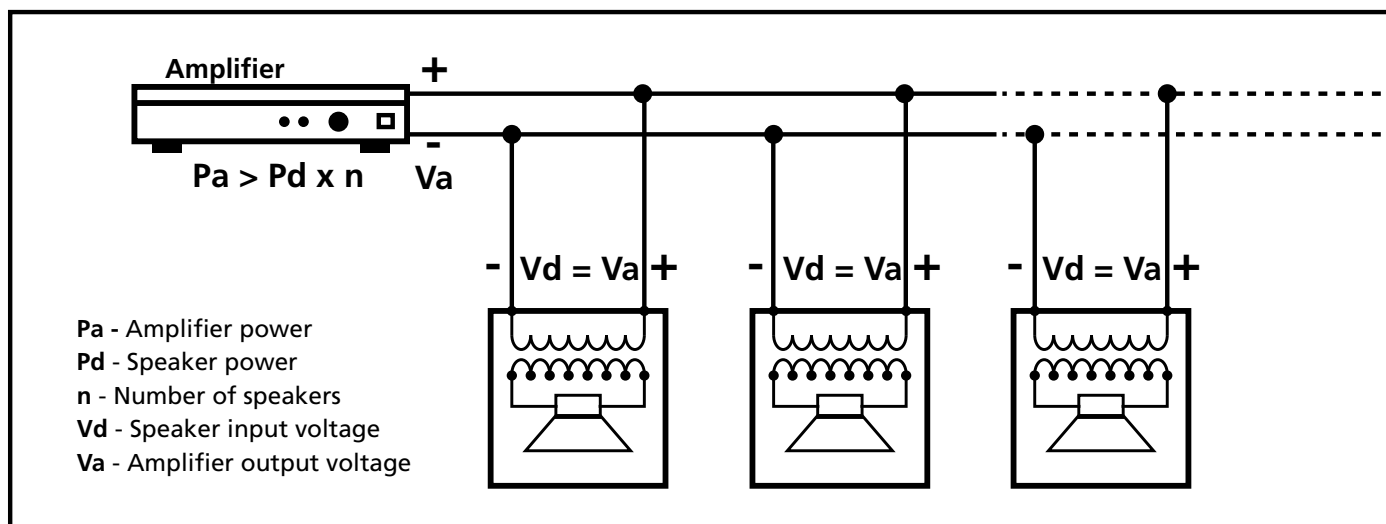 Amplifier
+
-
Pa > Pd x n
Va
- Vd = Va +
- Vd = Va +
- Vd = Va +
Pa - Amplifier power
Pd - Speaker power
n - Number of speakers
Vd - Speaker input voltage
Va - Amplifier output voltage